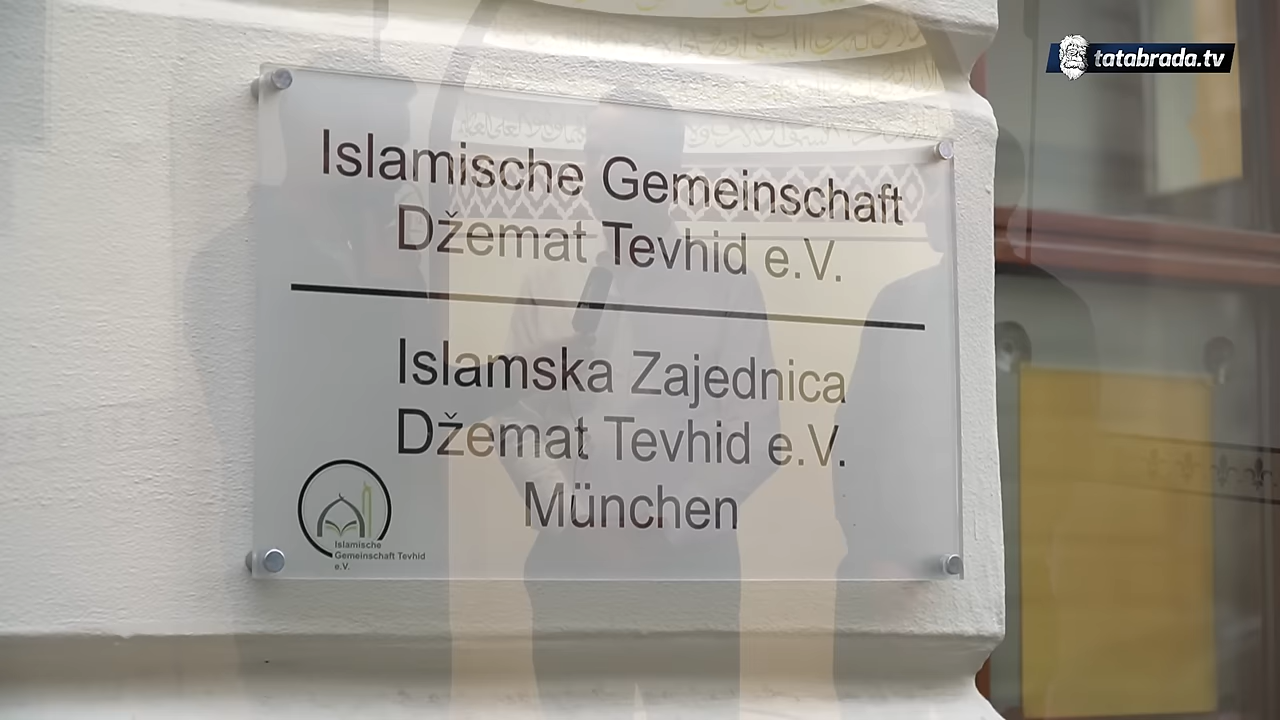 tatabrada.tv
Islamische Gemeinschaft
Džemat Tevhid e.V.
Islamska Zajednica
Džemat Tevhid e.V.
München
Islamische
Gemeinschaft Tevhid
e.V.